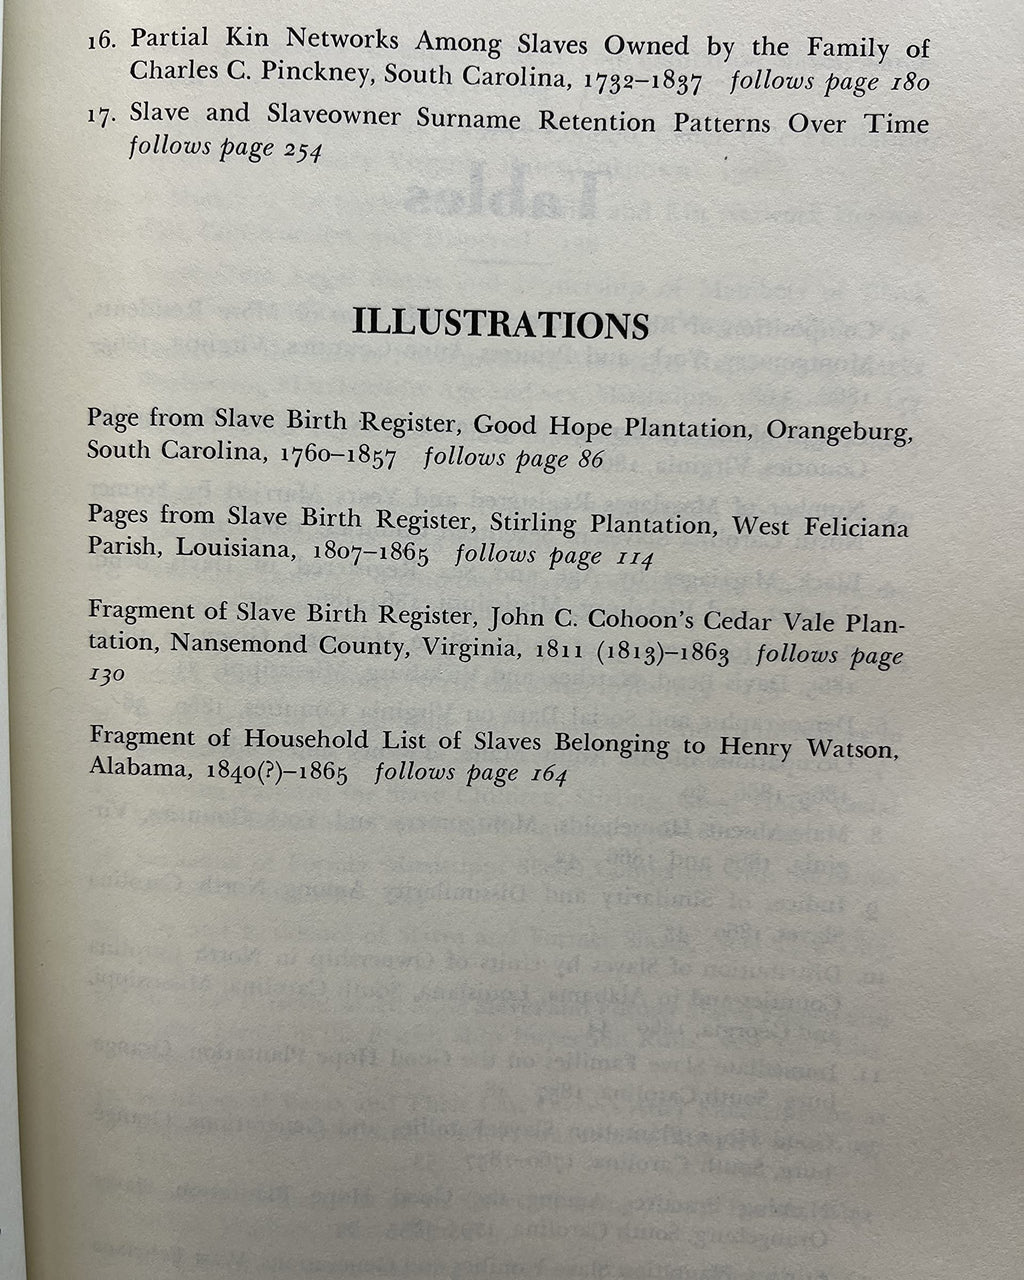 16. Partial Kin Networks Among Slaves Owned by the Family of
Charles C. Pinckney, South Carolina, 1732–1837 follows page 180
17. Slave and Slaveowner Surname Retention Patterns Over Time
follows page 254
ILLUSTRATIONS
Page from Slave Birth Register, Good Hope Plantation, Orangeburg,
South Carolina, 1760–1857 follows page 86
Pages from Slave Birth Register, Stirling Plantation, West Feliciana
Parish, Louisiana, 1807–1865 follows page 114
Fragment of Slave Birth Register, John C. Cohoon's Cedar Vale Plan-
tation, Nansemond County, Virginia, 1811 (1813)–1863 follows page
130
Fragment of Household List of Slaves Belonging to Henry Watson,
Alabama, 1840(?)–1865 follows page 164